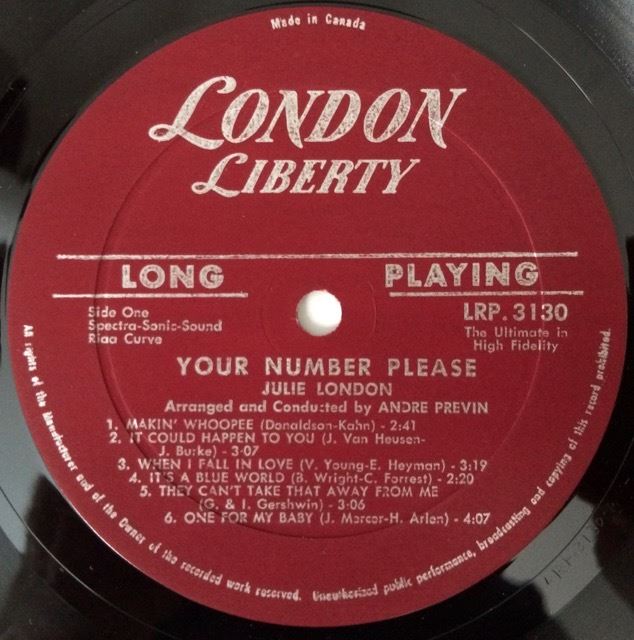 Made in Canada
LONDON
LIBERTY
LONG PLAYING
Side One
Spectra-Sonic-Sound
Riaa Curve
LRP. 3130
The Ultimate in
High Fidelity
YOUR NUMBER PLEASE
JULIE LONDON
Arranged and Conducted by ANDRE PREVIN
1. MAKIN' WHOOPEE (Donaldson-Kahn) - 2:41
2. IT COULD HAPPEN TO YOU (J. Van Heusen-
J. Burke) - 3:07
3. WHEN I FALL IN LOVE (V. Young-E. Heyman) - 3:19
4. IT'S A BLUE WORLD (B. Wright-C. Forrest) - 2:20
5. THEY CAN'T TAKE THAT AWAY FROM ME
(G. & I. Gershwin) - 3:06
6. ONE FOR MY BABY (J. Mercer-H. Arlen) - 4:07
All rights of the Manufacturer and of the Owner of the recorded work reserved. Unauthorized public performance, broadcasting and copying of this record prohibited.